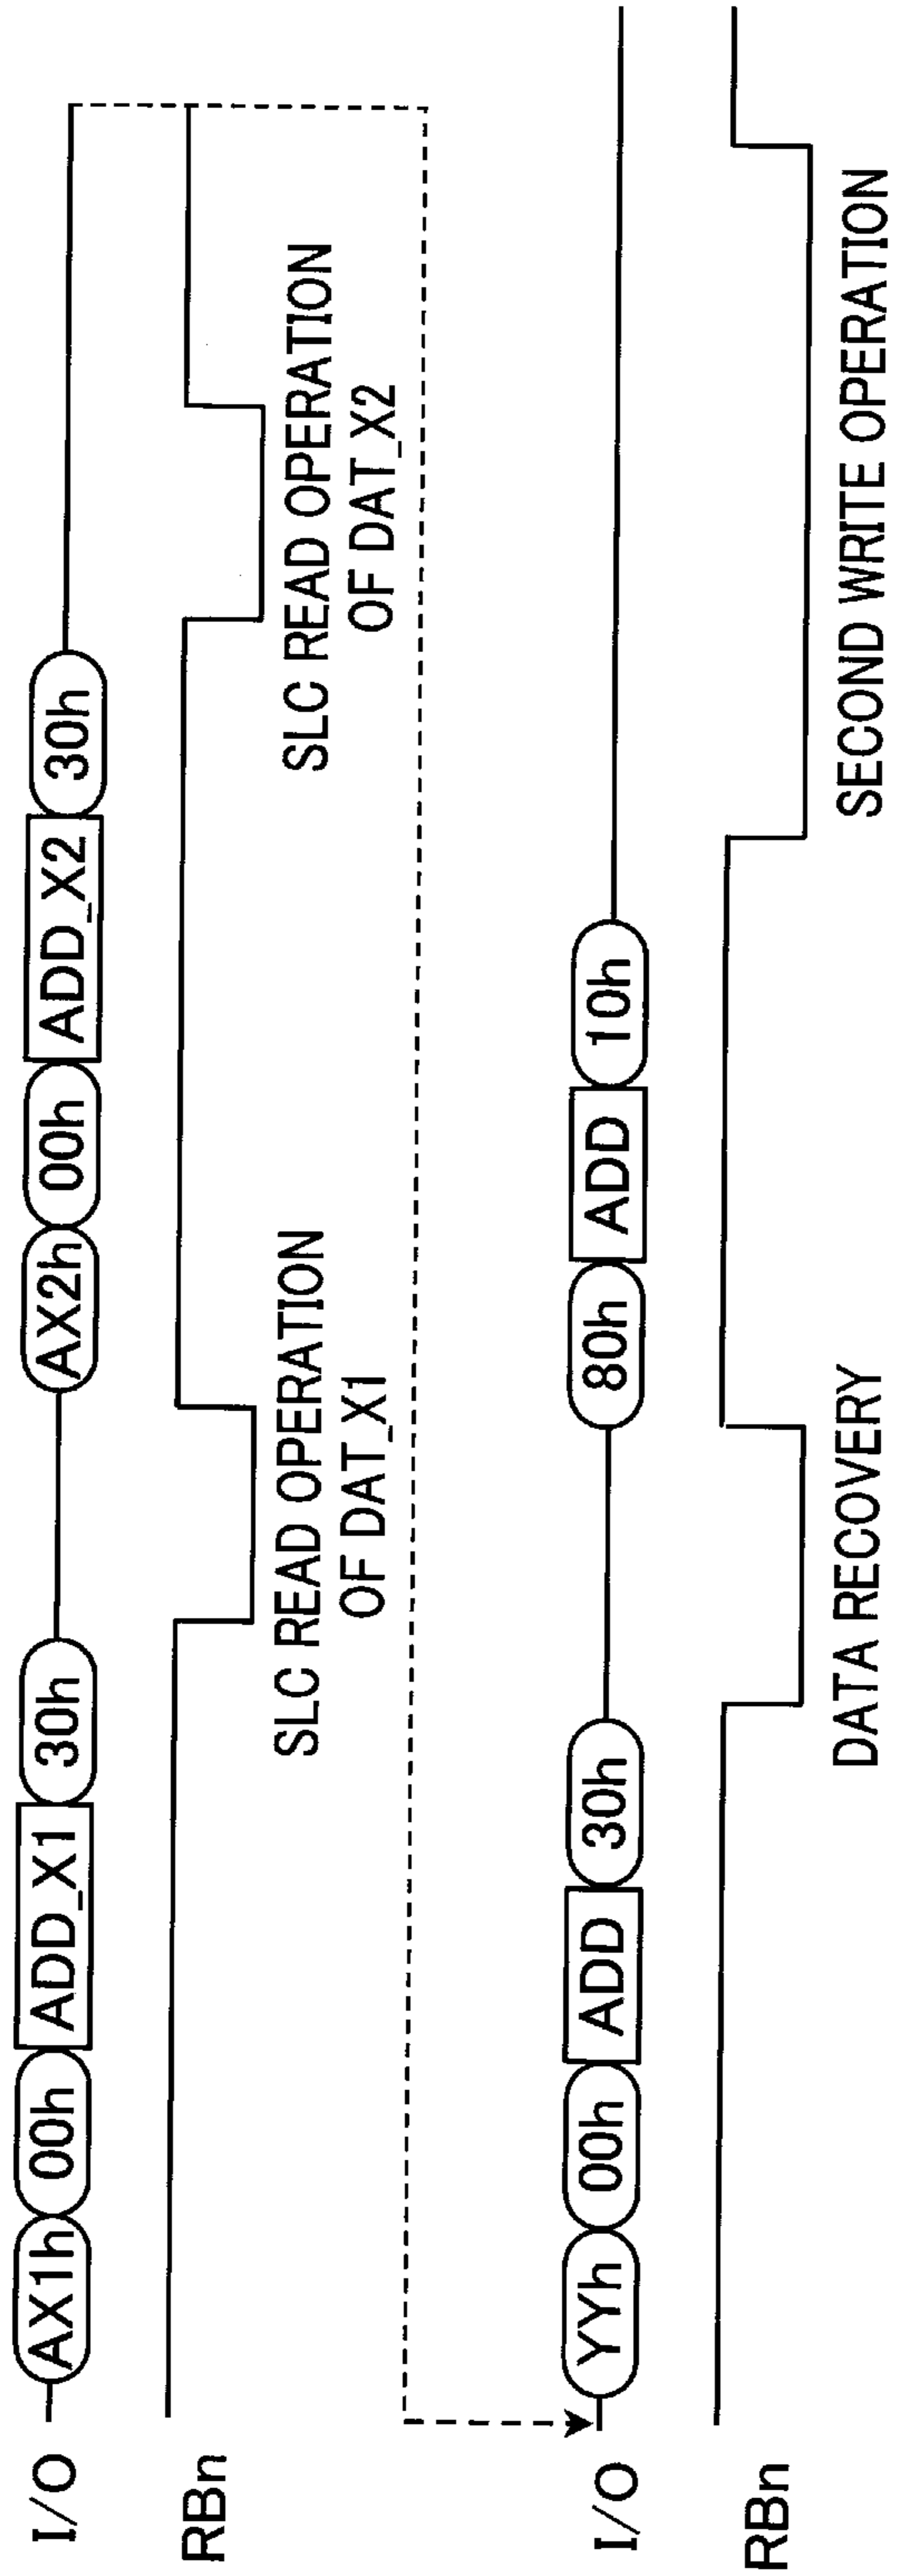 I/O AX1h 00h ADD_X1 30h AX2h 00h ADD_X2 30h
RBn
SLC READ OPERATION
OF DAT_X1
SLC READ OPERATION
OF DAT_X2
I/O YYh 00h ADD 30h 80h ADD 10h
RBn
DATA RECOVERY
SECOND WRITE OPERATION